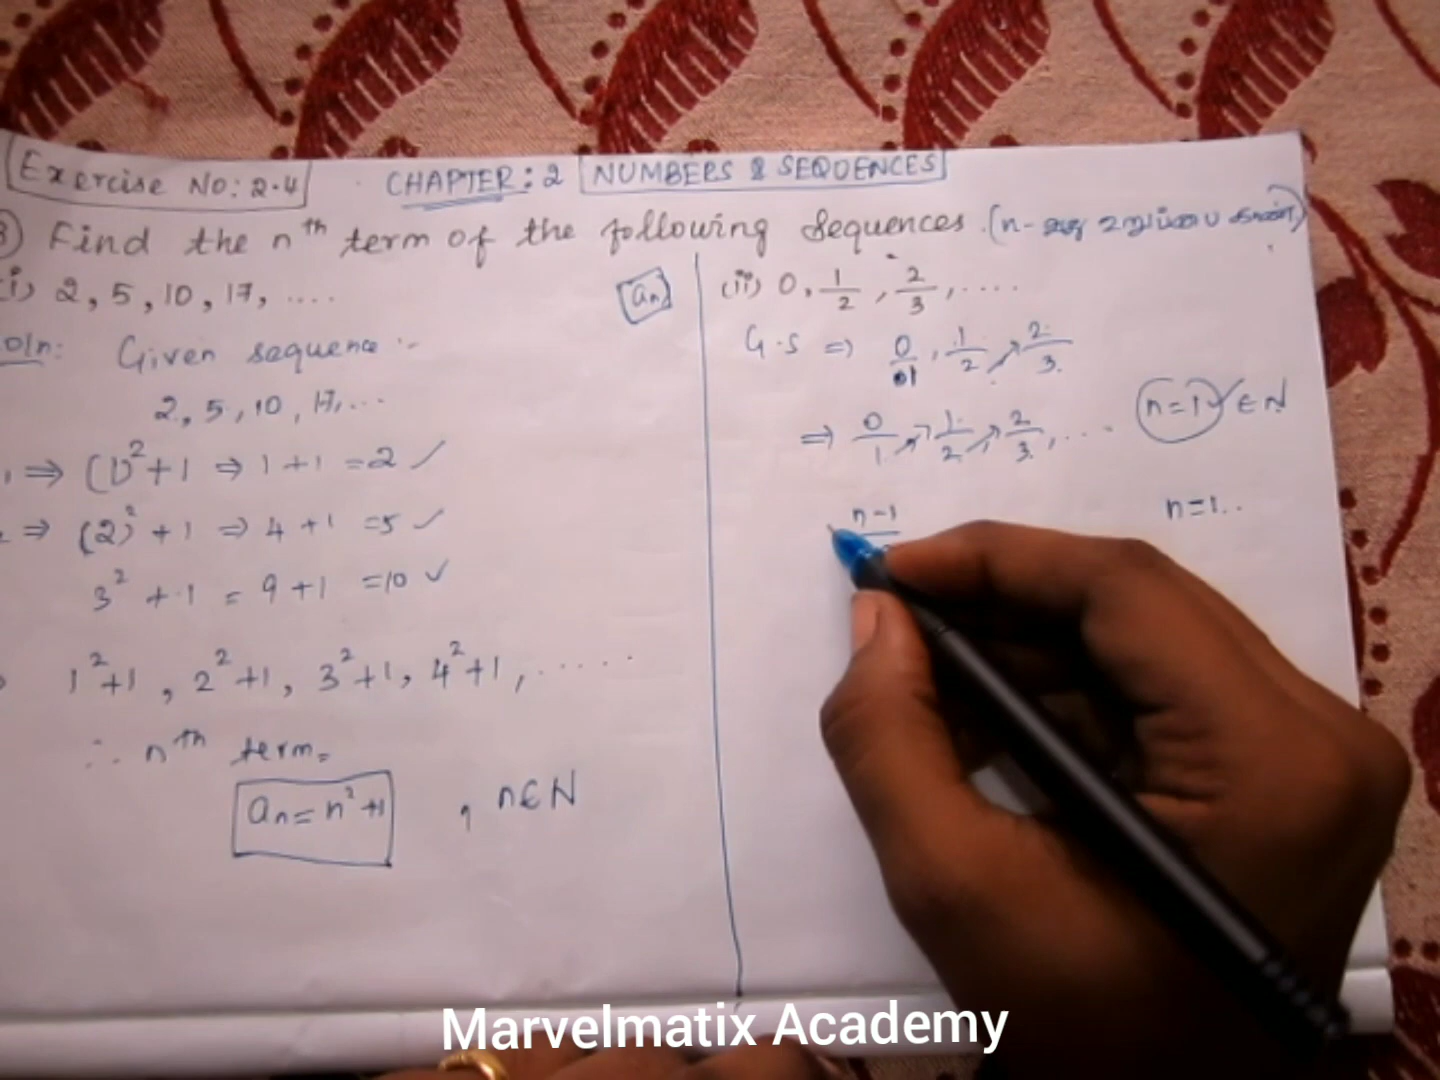 Exercise No: 2.4 CHAPTER: 2 NUMBERS & SEQUENCES
3) Find the nth term of the following sequences. (n-வது உறுப்பை காண்)
(i) 2, 5, 10, 17, ....
an
Soln: Given sequence
2, 5, 10, 17, ...
⇒ (1)² + 1 ⇒ 1 + 1 = 2 ✓
⇒ (2)² + 1 ⇒ 4 + 1 = 5 ✓
3² + 1 = 9 + 1 = 10 ✓
1²+1, 2²+1, 3²+1, 4²+1, ......
∴ nth term.
an = n²+1 , n∈N
(ii) 0, 1/2, 2/3, ....
G.S ⇒ 0/1, 1/2, 2/3
⇒ 0/1, 1/2, 2/3, .... n=1 ✓ ∈ N
n-1 n=1..
Marvelmatix Academy